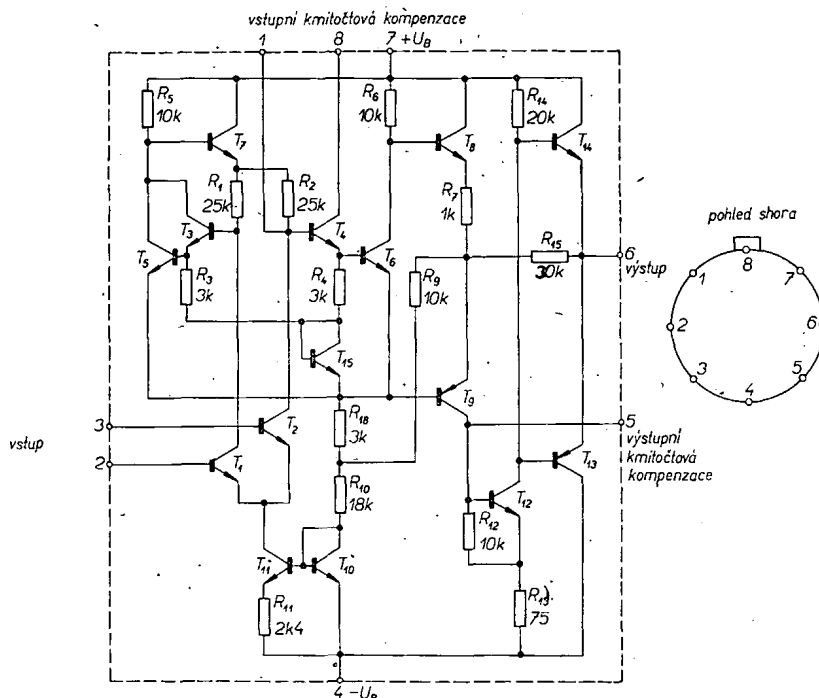 vstupní kmitočtová kompenzace
1
8
7 +U_B
R5
10k
T7
R6
10k
T8
R14
20k
T14
R1
25k
R2
25k
R7
1k
T3
T4
T5
T6
R3
3k
R4
3k
R9
10k
R15
30k
6
výstup
T15
T9
3
vstup
2
T2
T1
R18
3k
R10
18k
5
výstupní
kmitočtová
kompenzace
T13
T12
R12
10k
T11
T10
R11
2k4
R13
75
4 -U_B
pohled shora
8
1
7
2
6
3
5
4